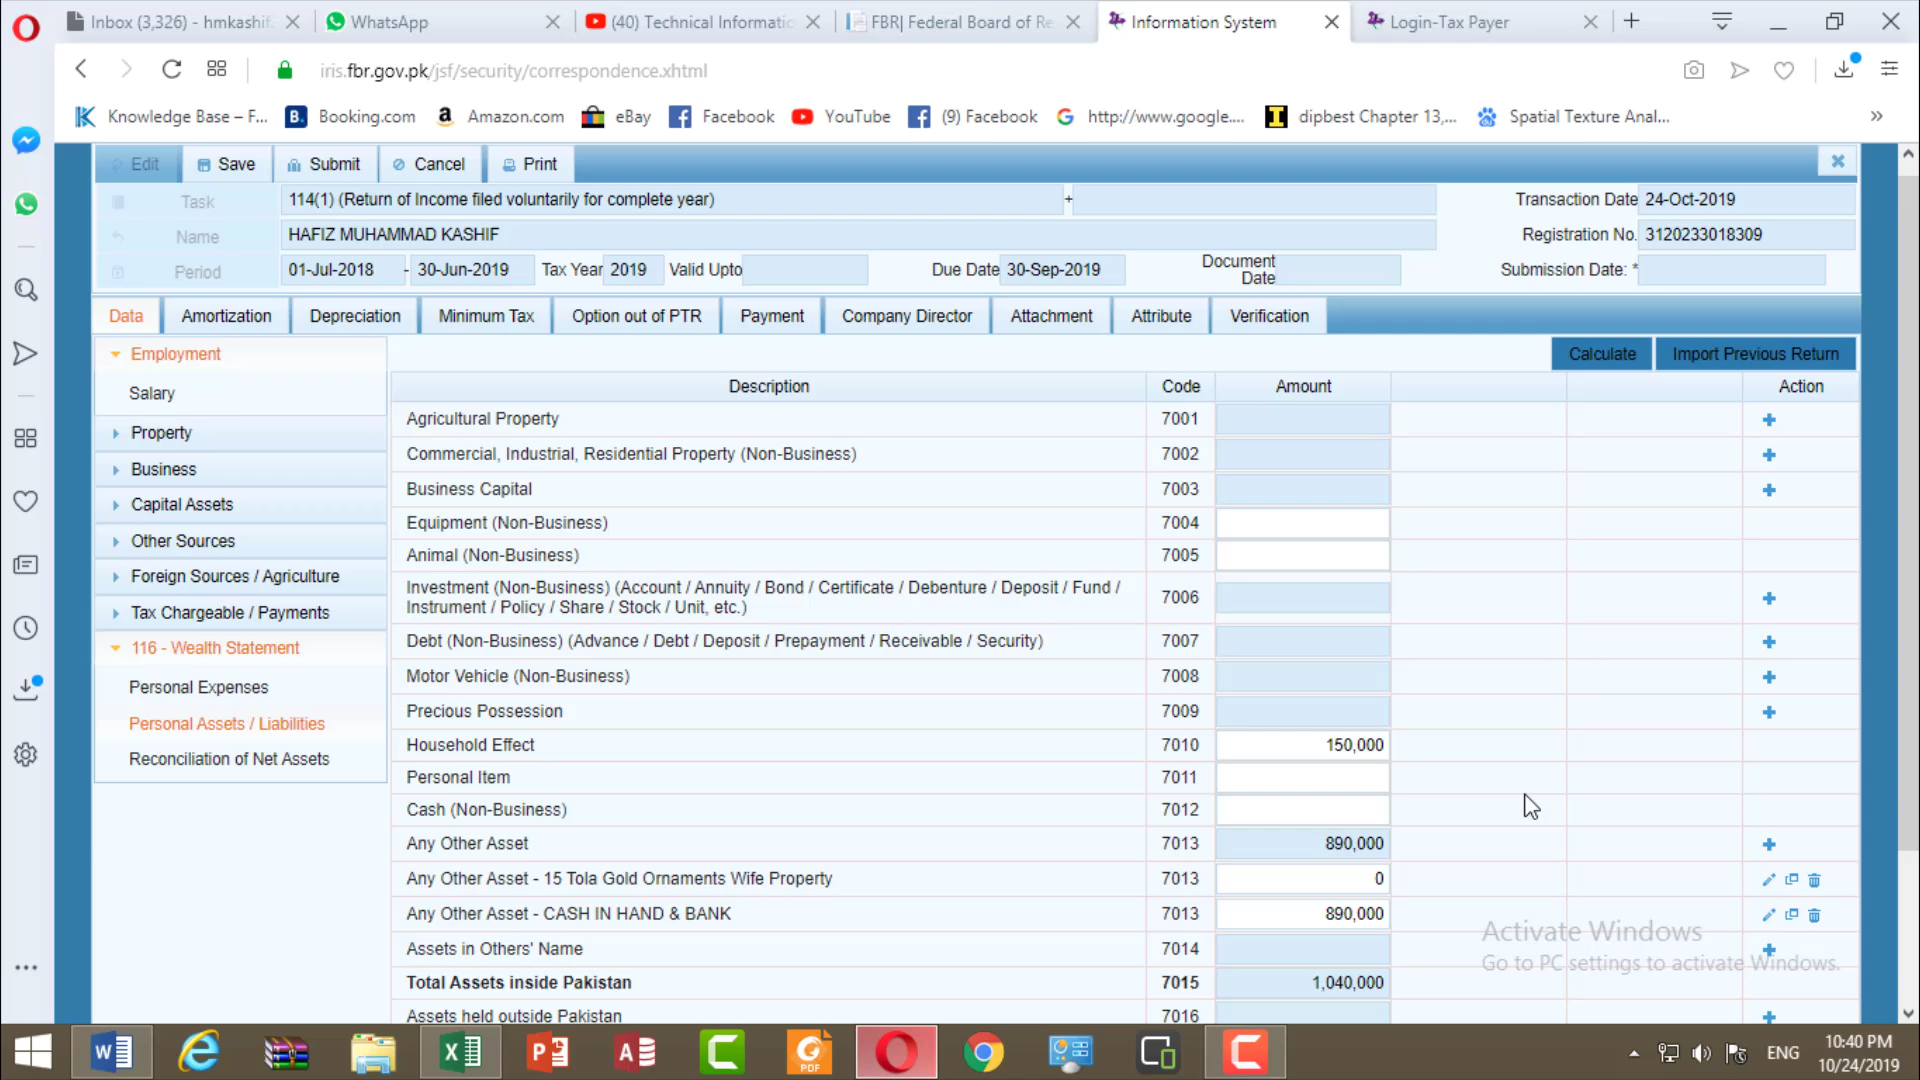 Inbox (3,326) - hmkashif.
WhatsApp
(40) Technical Informatic
FBR| Federal Board of Re
Information System
Login-Tax Payer
iris.fbr.gov.pk/jsf/security/correspondence.xhtml
Knowledge Base – F...
Booking.com
Amazon.com
eBay
Facebook
YouTube
(9) Facebook
http://www.google....
dipbest Chapter 13,...
Spatial Texture Anal...
»
Edit
Save
Submit
Cancel
Print
Task
114(1) (Return of Income filed voluntarily for complete year)
+
Transaction Date 24-Oct-2019
Name
HAFIZ MUHAMMAD KASHIF
Registration No. 3120233018309
Period
01-Jul-2018 - 30-Jun-2019 Tax Year 2019 Valid Upto
Due Date 30-Sep-2019
Document Date
Submission Date: *
Data
Amortization
Depreciation
Minimum Tax
Option out of PTR
Payment
Company Director
Attachment
Attribute
Verification
Employment
Salary
Property
Business
Capital Assets
Other Sources
Foreign Sources / Agriculture
Tax Chargeable / Payments
116 - Wealth Statement
Personal Expenses
Personal Assets / Liabilities
Reconciliation of Net Assets
Calculate
Import Previous Return
Description Code Amount Action
Agricultural Property 7001
Commercial, Industrial, Residential Property (Non-Business) 7002
Business Capital 7003
Equipment (Non-Business) 7004
Animal (Non-Business) 7005
Investment (Non-Business) (Account / Annuity / Bond / Certificate / Debenture / Deposit / Fund /
Instrument / Policy / Share / Stock / Unit, etc.) 7006
Debt (Non-Business) (Advance / Debt / Deposit / Prepayment / Receivable / Security) 7007
Motor Vehicle (Non-Business) 7008
Precious Possession 7009
Household Effect 7010 150,000
Personal Item 7011
Cash (Non-Business) 7012
Any Other Asset 7013 890,000
Any Other Asset - 15 Tola Gold Ornaments Wife Property 7013 0
Any Other Asset - CASH IN HAND & BANK 7013 890,000
Assets in Others' Name 7014
Total Assets inside Pakistan 7015 1,040,000
Assets held outside Pakistan 7016
Activate Windows
Go to PC settings to activate Windows.
PDF
ENG
10:40 PM
10/24/2019